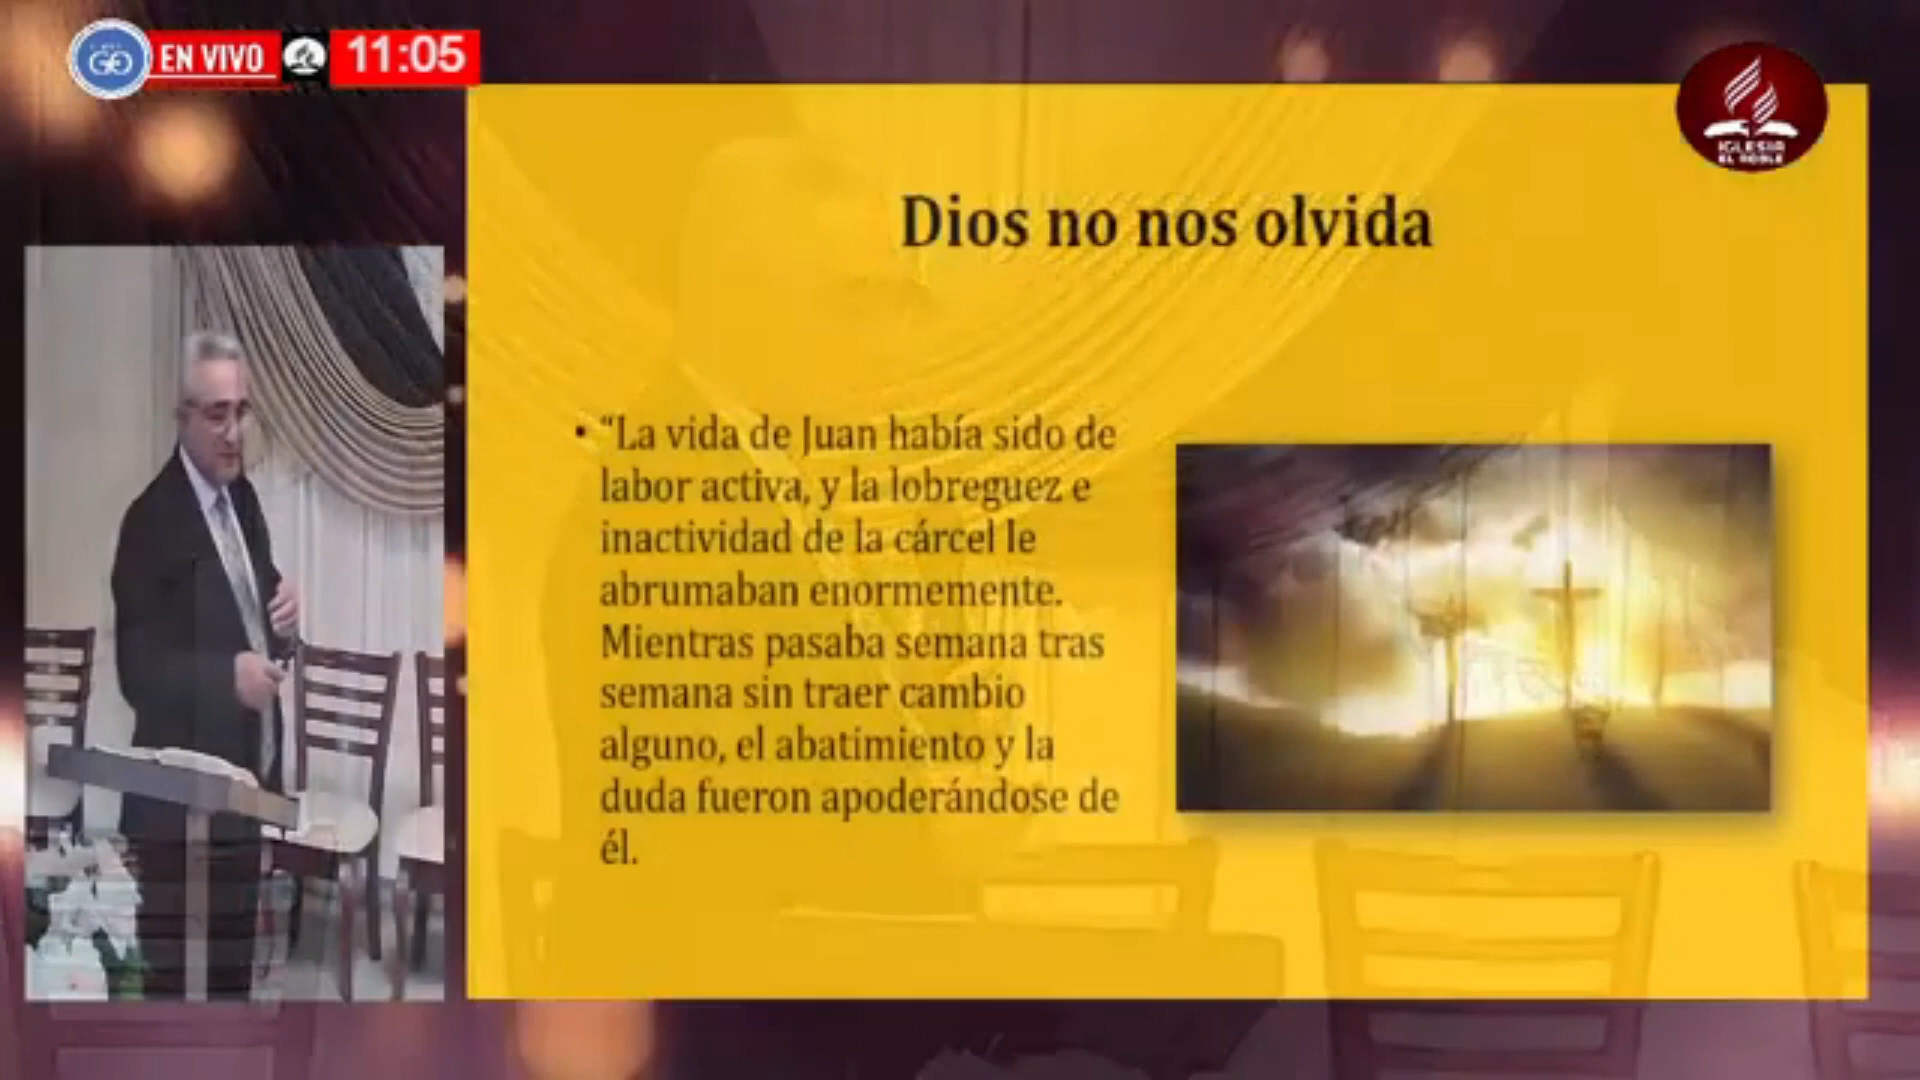 EN VIVO
11:05
IGLESIA
EL ROBLE
Dios no nos olvida
• “La vida de Juan había sido de
labor activa, y la lobreguez e
inactividad de la cárcel le
abrumaban enormemente.
Mientras pasaba semana tras
semana sin traer cambio
alguno, el abatimiento y la
duda fueron apoderándose de
él.